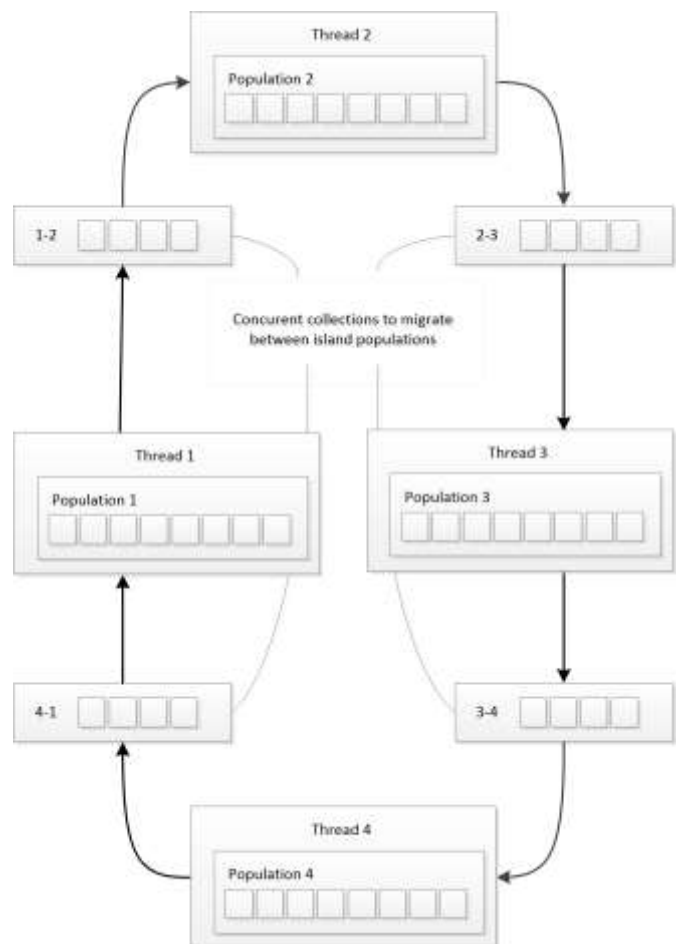 Thread 2
Population 2
1-2
2-3
Concurent collections to migrate
between island populations
Thread 1
Population 1
Thread 3
Population 3
4-1
3-4
Thread 4
Population 4